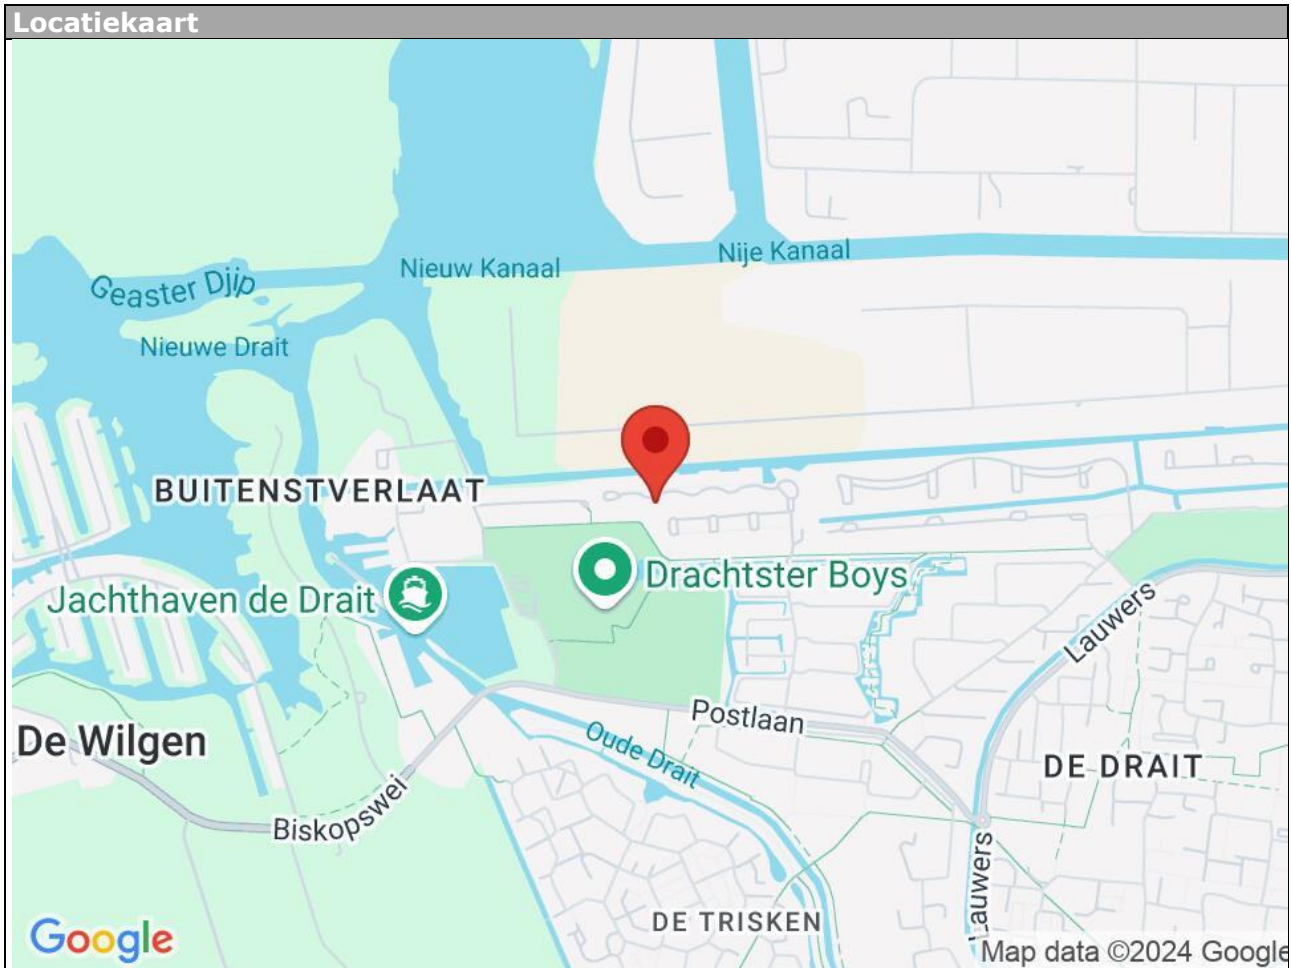 Locatiekaart
Nije Kanaal
Nieuw Kanaal
Geaster Djip
Nieuwe Drait
BUITENSTVERLAAT
Drachtster Boys
Jachthaven de Drait
Lauwers
Postlaan
De Wilgen
Oude Drait
DE DRAIT
Biskopswei
Lauwers
DE TRISKEN
Google
Map data ©2024 Google